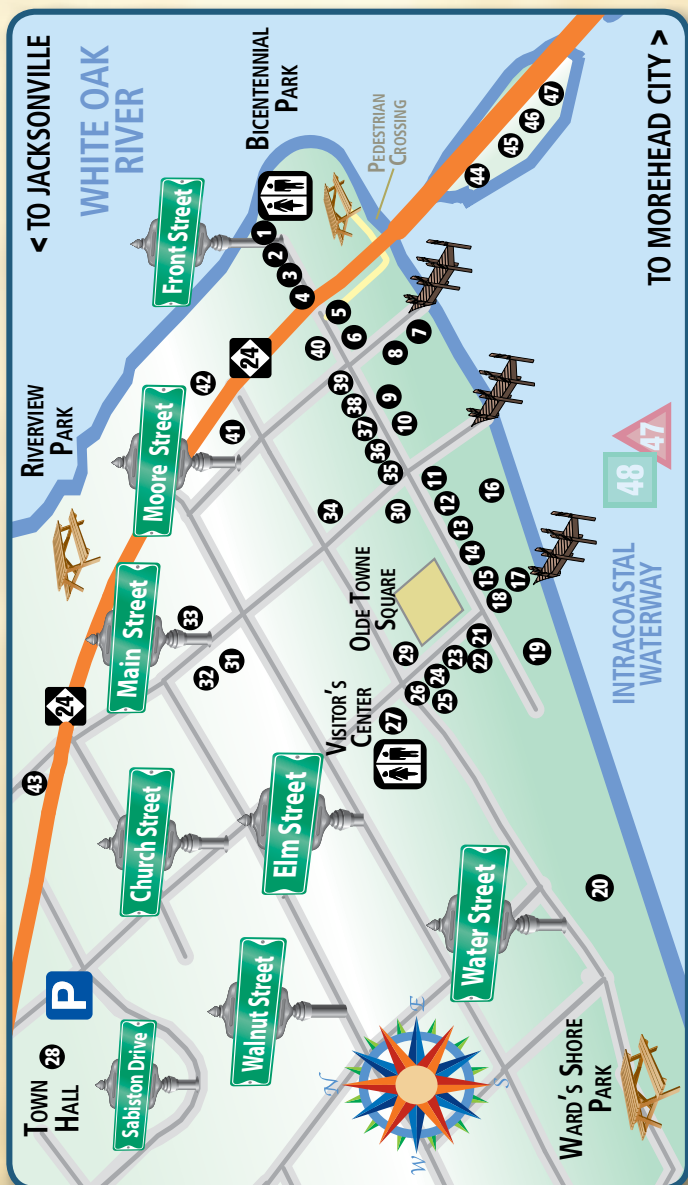 < TO JACKSONVILLE
WHITE OAK
RIVER
BICENTENNIAL
PARK
PEDESTRIAN
CROSSING
TO MOREHEAD CITY >
RIVERVIEW
PARK
Front Street
Moore Street
Main Street
Church Street
Elm Street
Walnut Street
Water Street
Sabiston Drive
TOWN
HALL
P
24
24
OLDE TOWNE
SQUARE
VISITOR'S
CENTER
INTRACOASTAL
WATERWAY
48
47
WARD'S SHORE
PARK
N
E
S
W
1
2
3
4
5
6
7
8
9
10
11
12
13
14
15
16
17
18
19
20
21
22
23
24
25
26
27
28
29
30
31
32
33
34
35
36
37
38
39
40
41
42
43
44
45
46
47